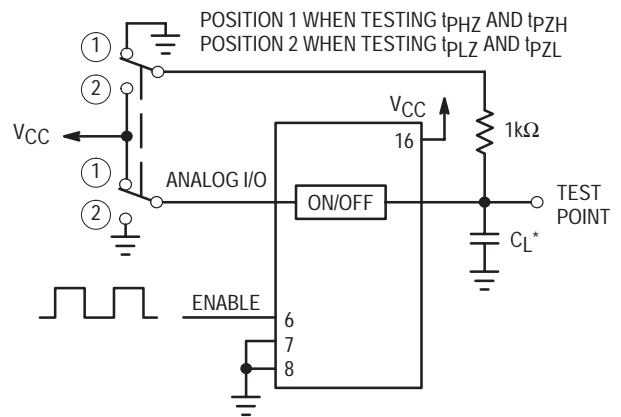 POSITION 1 WHEN TESTING tPHZ AND tPZH
POSITION 2 WHEN TESTING tPLZ AND tPZL
1
2
VCC
VCC
16
1kΩ
1
ANALOG I/O
ON/OFF
TEST
POINT
2
CL*
ENABLE
6
7
8